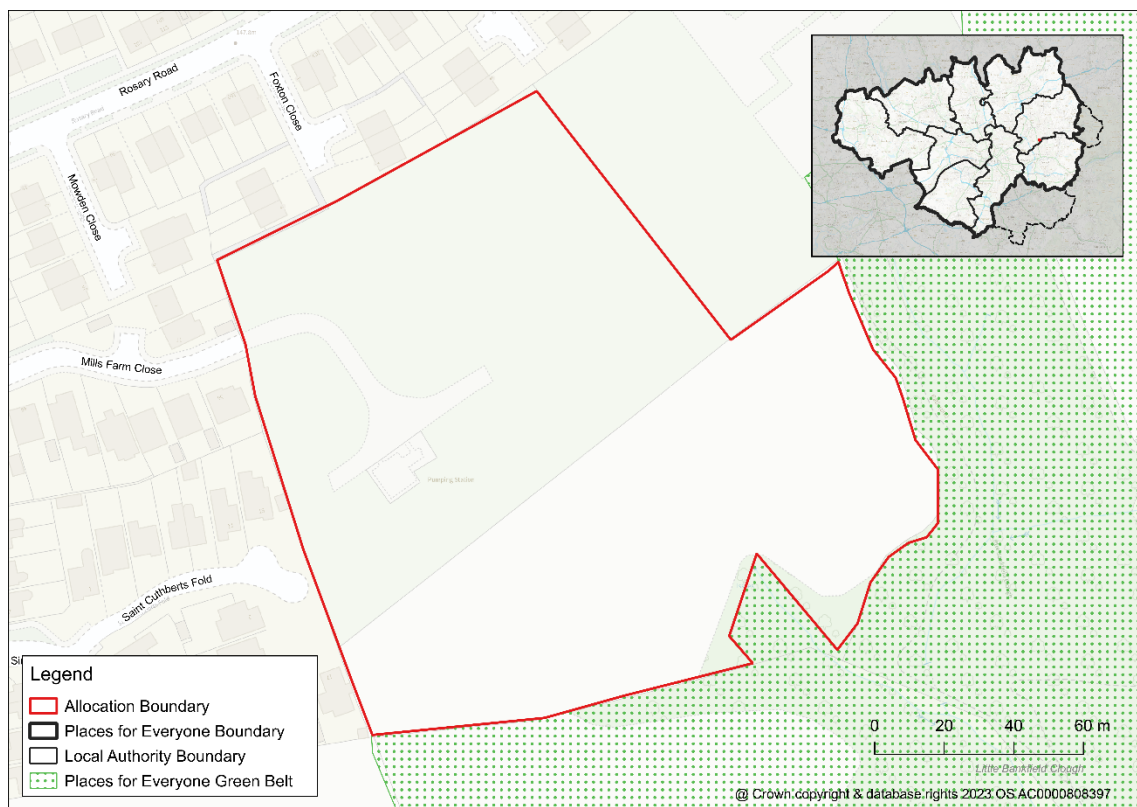 Rosary Road
Foxton Close
Mowden Close
Mills Farm Close
Pumping Station
Saint Cuthberts Fold
Legend
Allocation Boundary
Places for Everyone Boundary
Local Authority Boundary
Places for Everyone Green Belt
0 20 40 60 m
Little Bankfield Clough
@ Crown copyright & database rights 2023 OS AC0000808397